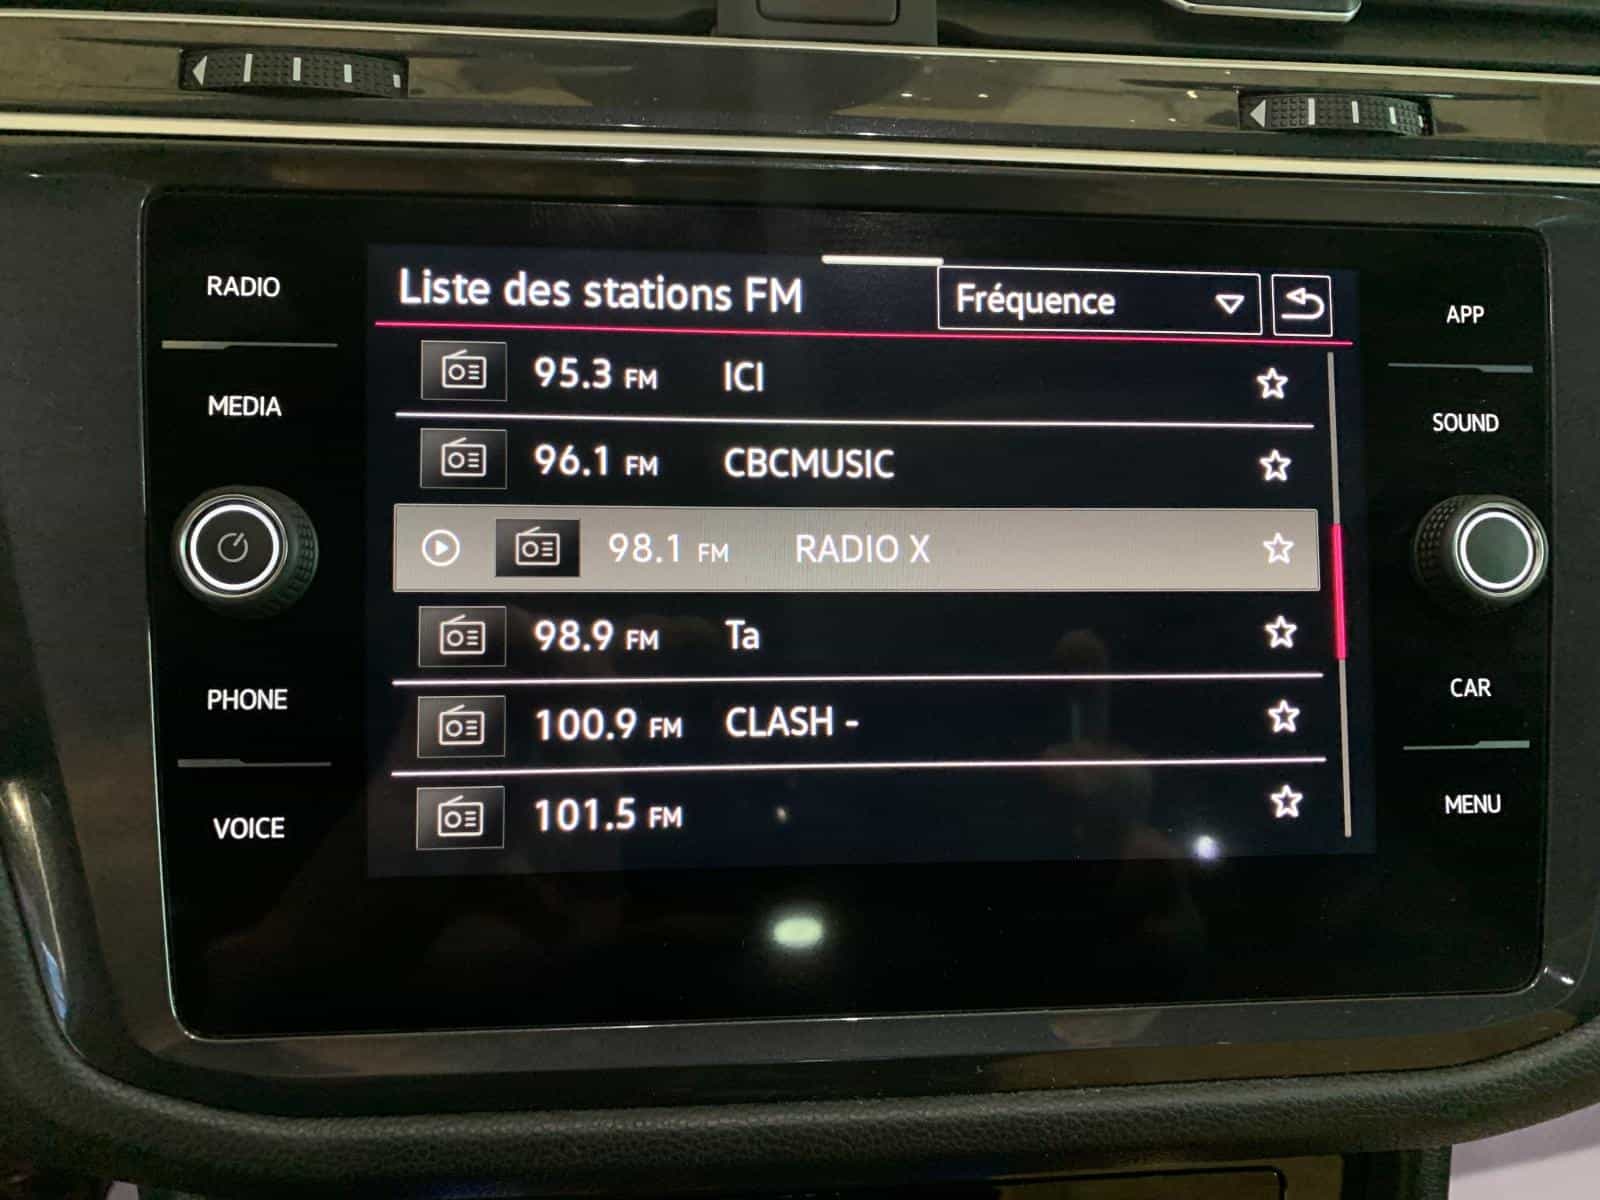 RADIO
MEDIA
PHONE
VOICE
Liste des stations FM
Fréquence
95.3 FM ICI
96.1 FM CBCMUSIC
98.1 FM RADIO X
98.9 FM Ta
100.9 FM CLASH -
101.5 FM
APP
SOUND
CAR
MENU